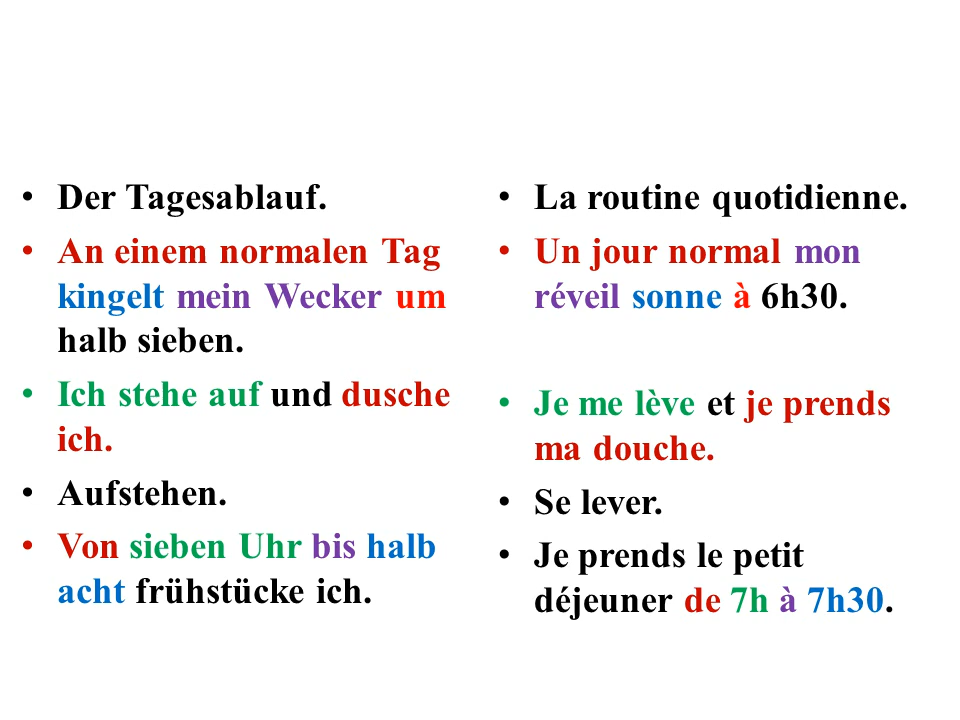 • Der Tagesablauf.
• An einem normalen Tag
kingelt mein Wecker um
halb sieben.
• Ich stehe auf und dusche
ich.
• Aufstehen.
• Von sieben Uhr bis halb
acht frühstücke ich.
• La routine quotidienne.
• Un jour normal mon
réveil sonne à 6h30.
• Je me lève et je prends
ma douche.
• Se lever.
• Je prends le petit
déjeuner de 7h à 7h30.